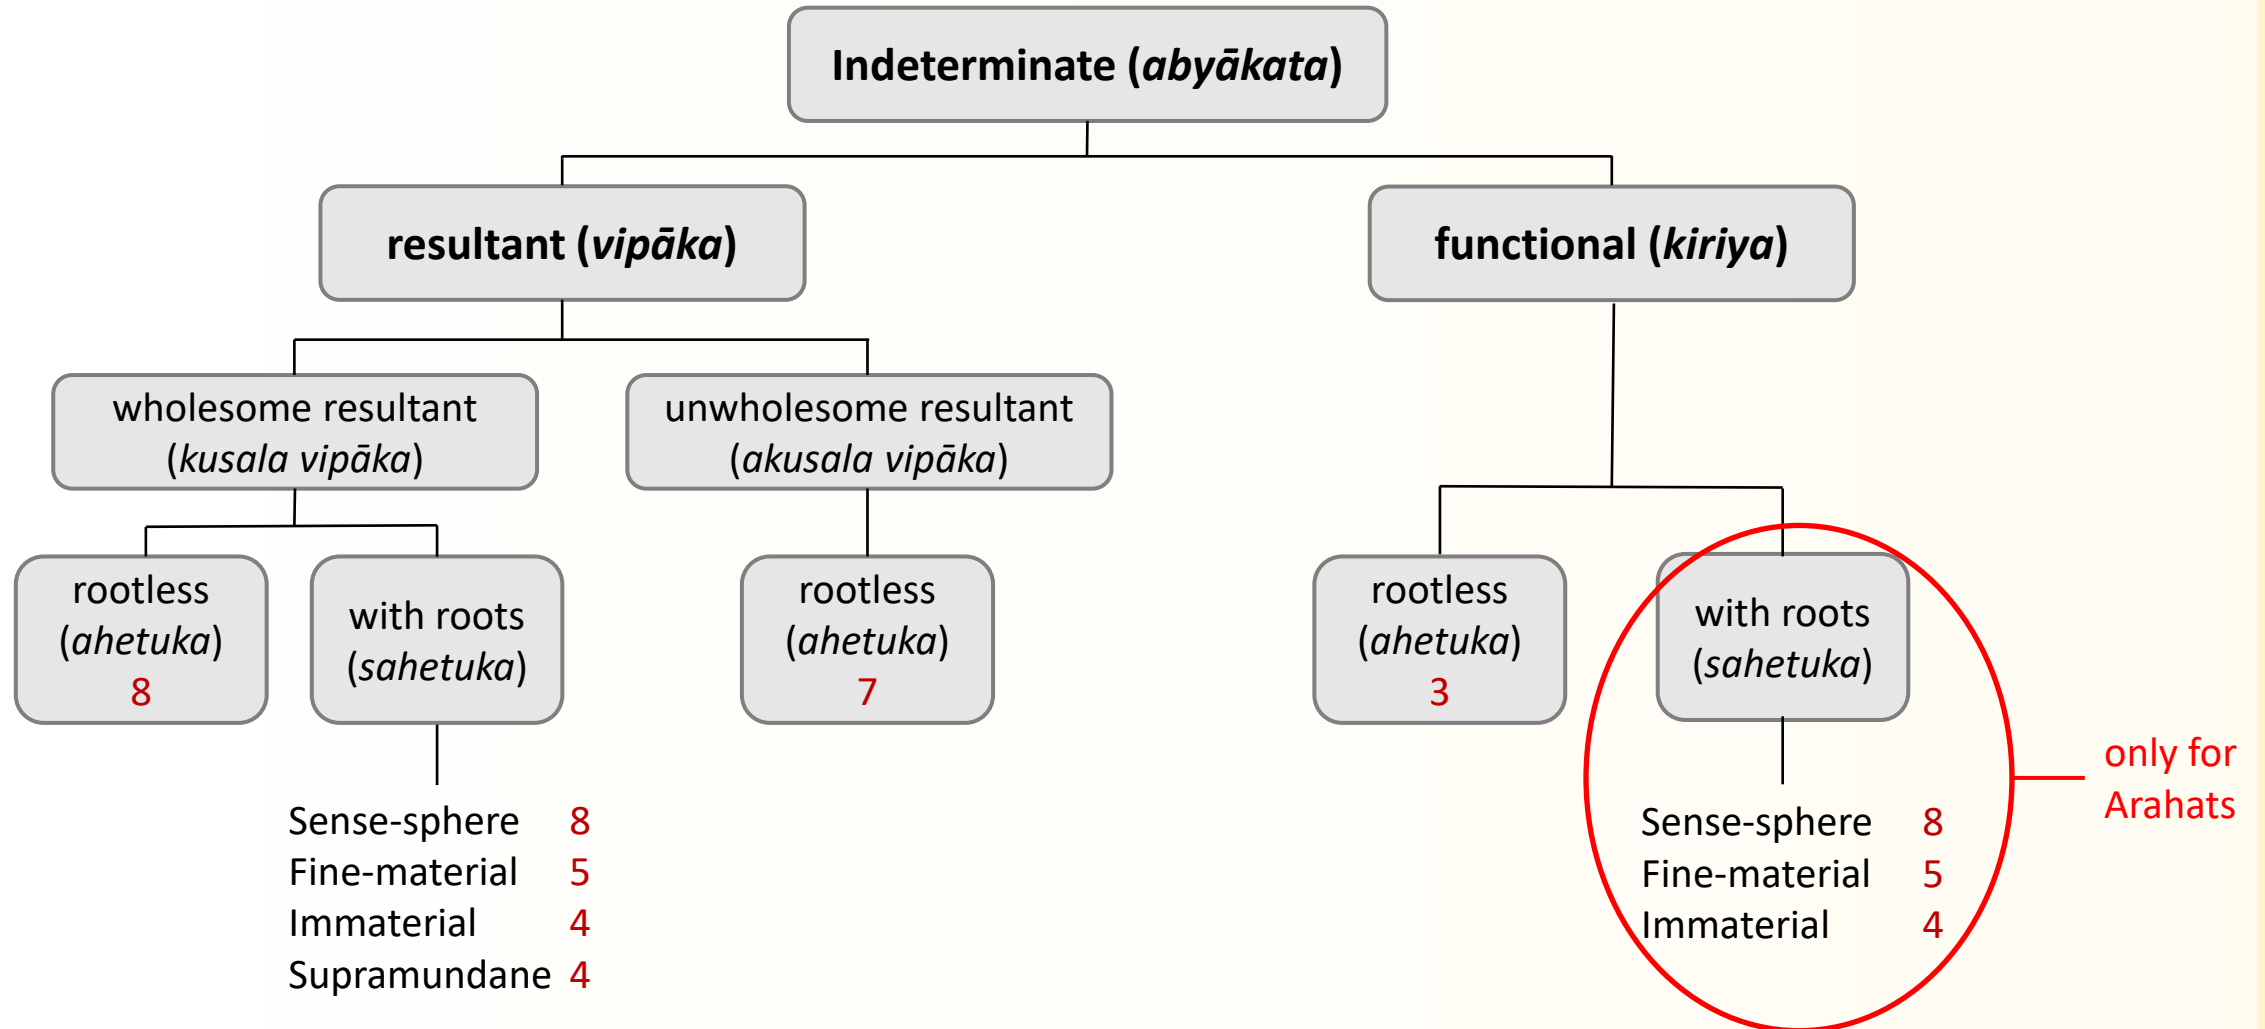 Indeterminate (abyākata)
resultant (vipāka)
functional (kiriya)
wholesome resultant
(kusala vipāka)
unwholesome resultant
(akusala vipāka)
rootless
(ahetuka)
8
with roots
(sahetuka)
rootless
(ahetuka)
7
rootless
(ahetuka)
3
with roots
(sahetuka)
Sense-sphere 8
Fine-material 5
Immaterial 4
Supramundane 4
Sense-sphere 8
Fine-material 5
Immaterial 4
only for
Arahats